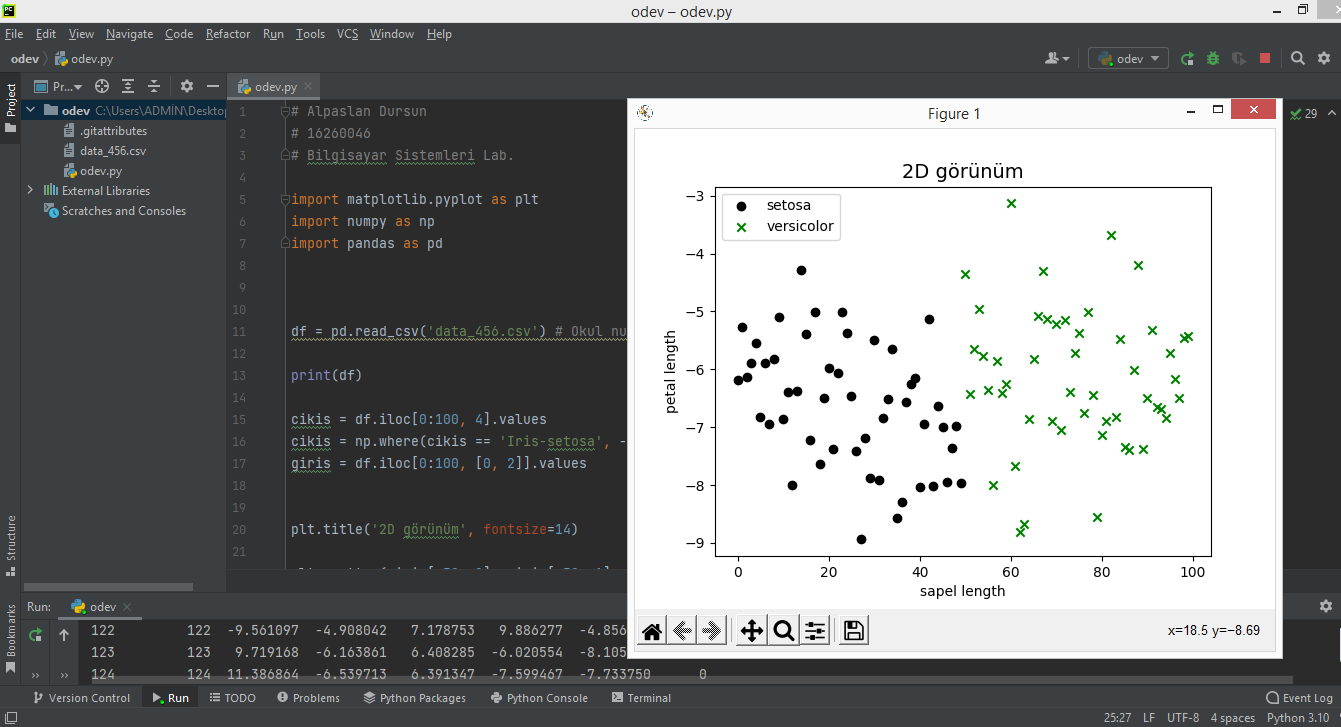 odev – odev.py
File Edit View Navigate Code Refactor Run Tools VCS Window Help
odev odev.py
odev
Project
Pr...
odev.py
odev C:\Users\ADMİN\Deskto
.gitattributes
data_456.csv
odev.py
External Libraries
Scratches and Consoles
1 # Alpaslan Dursun
2 # 16260046
3 # Bilgisayar Sistemleri Lab.
4
5 import matplotlib.pyplot as plt
6 import numpy as np
7 import pandas as pd
8
9
10
11 df = pd.read_csv('data_456.csv') # Okul nu
12
13 print(df)
14
15 cikis = df.iloc[0:100, 4].values
16 cikis = np.where(cikis == 'Iris-setosa', -
17 giris = df.iloc[0:100, [0, 2]].values
18
19
20 plt.title('2D görünüm', fontsize=14)
21
29
Figure 1
2D görünüm
setosa
versicolor
petal length
−3
−4
−5
−6
−7
−8
−9
0 20 40 60 80 100
sapel length
x=18.5 y=−8.69
Structure
Bookmarks
Run: odev
122 122 -9.561097 -4.908042 7.178753 9.886277 -4.856
123 123 9.719168 -6.163861 6.408285 -6.020554 -8.105
124 124 11.386864 -6.539713 6.391347 -7.599467 -7.733750 0
Version Control Run TODO Problems Python Packages Python Console Terminal Event Log
25:27 LF UTF-8 4 spaces Python 3.10